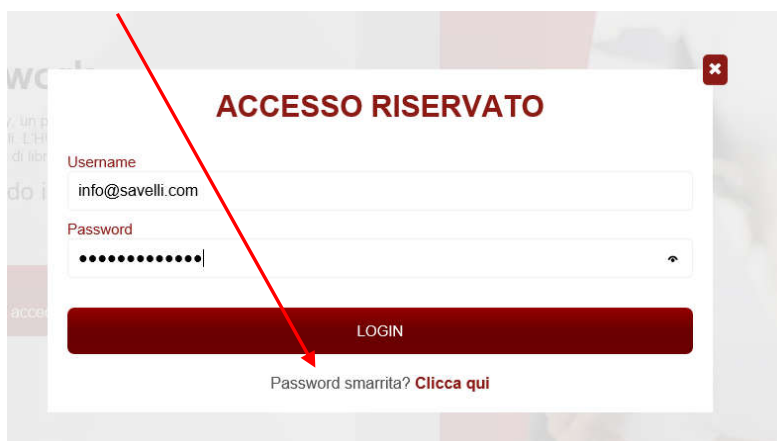 ACCESSO RISERVATO
Username
info@savelli.com
Password
●●●●●●●●●●●●●
LOGIN
Password smarrita? Clicca qui